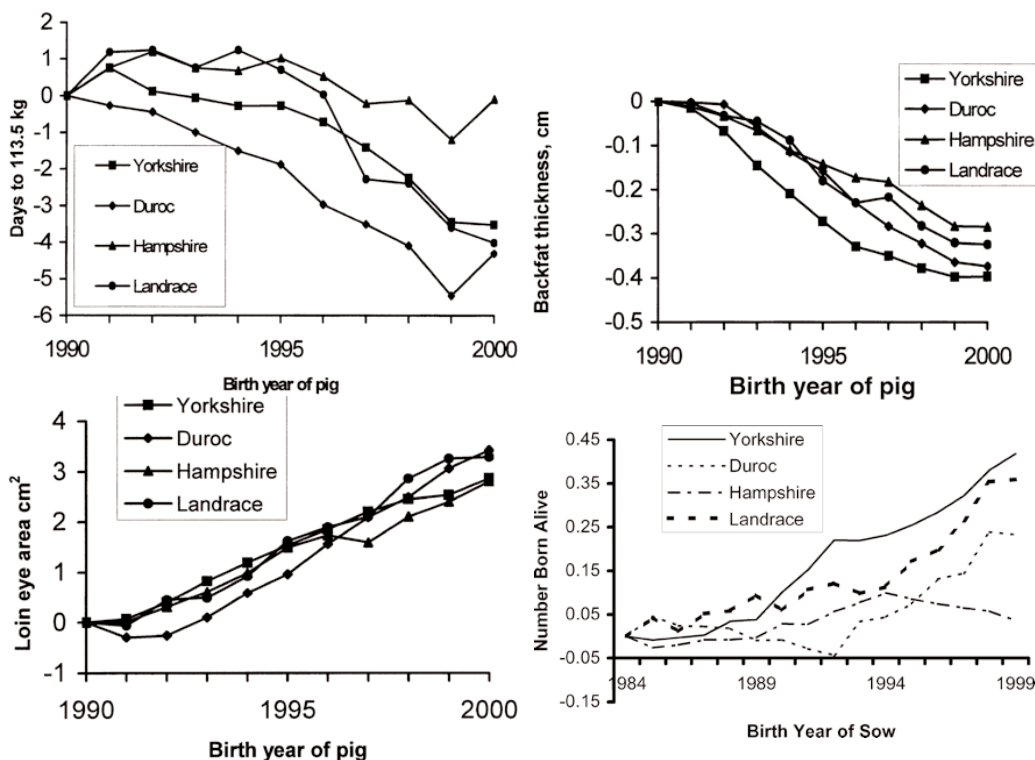 Days to 113.5 kg
2
1
0
-1
-2
-3
-4
-5
-6
Yorkshire
Duroc
Hampshire
Landrace
1990
1995
2000
Birth year of pig
Backfat thickness, cm
0
-0.1
-0.2
-0.3
-0.4
-0.5
Yorkshire
Duroc
Hampshire
Landrace
1990
1995
2000
Birth year of pig
Loin eye area cm²
4
3
2
1
0
-1
Yorkshire
Duroc
Hampshire
Landrace
1990
1995
2000
Birth year of pig
Number Born Alive
0.45
0.35
0.25
0.15
0.05
-0.05
-0.15
Yorkshire
Duroc
Hampshire
Landrace
1984
1989
1994
1999
Birth Year of Sow